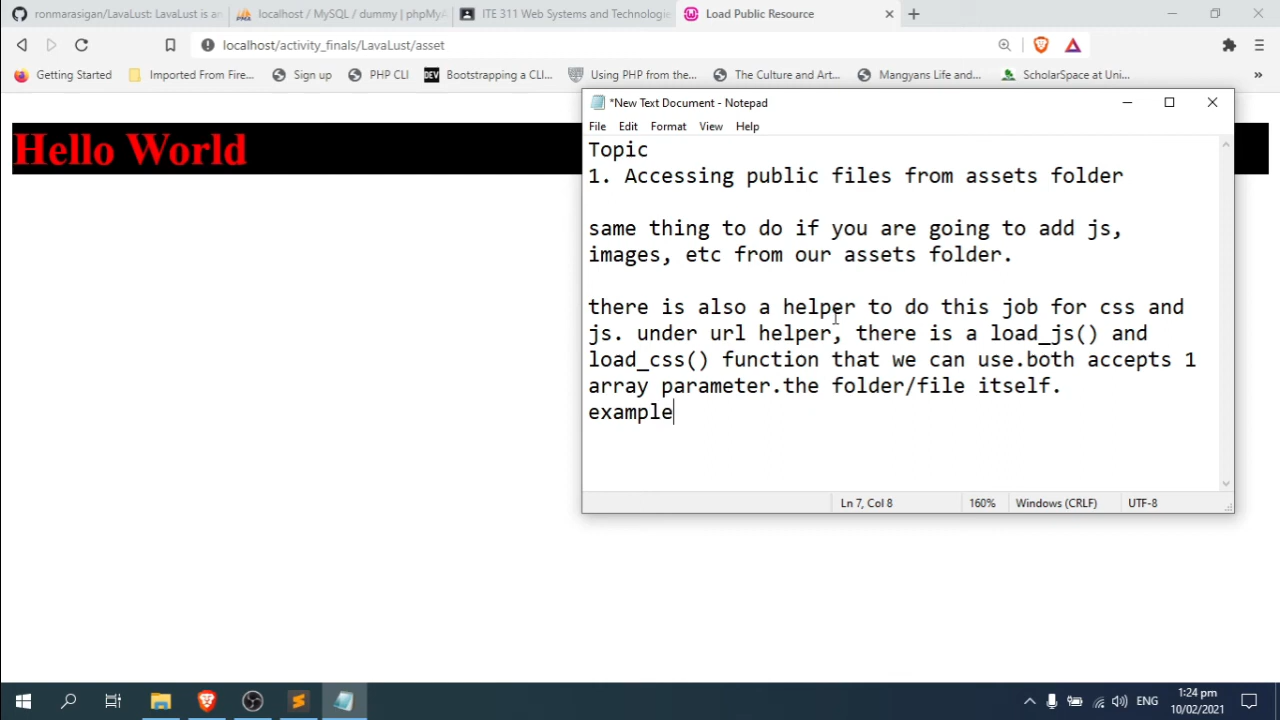 ronmarasigan/LavaLust: LavaLust is an
localhost / MySQL / dummy | phpMyA
ITE 311 Web Systems and Technologie
Load Public Resource
localhost/activity_finals/LavaLust/asset
Getting Started
Imported From Fire...
Sign up
PHP CLI
DEV
Bootstrapping a CLI...
Using PHP from the...
The Culture and Art...
Mangyans Life and...
ScholarSpace at Uni...
Hello World
*New Text Document - Notepad
File Edit Format View Help
Topic
1. Accessing public files from assets folder
same thing to do if you are going to add js,
images, etc from our assets folder.
there is also a helper to do this job for css and
js. under url helper, there is a load_js() and
load_css() function that we can use.both accepts 1
array parameter.the folder/file itself.
example
Ln 7, Col 8
160%
Windows (CRLF)
UTF-8
ENG
1:24 pm
10/02/2021